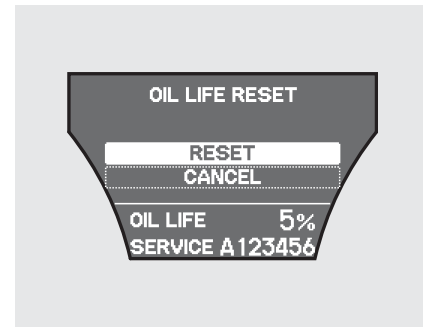 OIL LIFE RESET
RESET
CANCEL
OIL LIFE 5%
SERVICE A123456